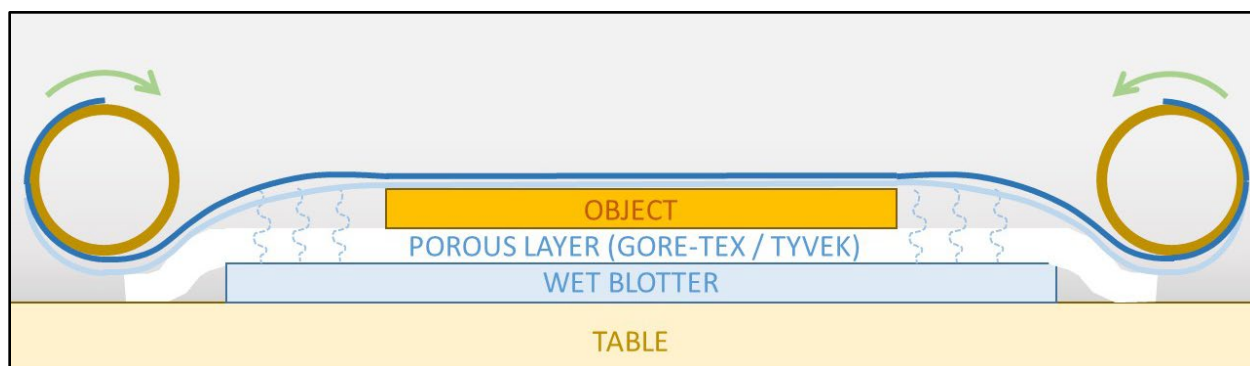 OBJECT
POROUS LAYER (GORE-TEX / TYVEK)
WET BLOTTER
TABLE